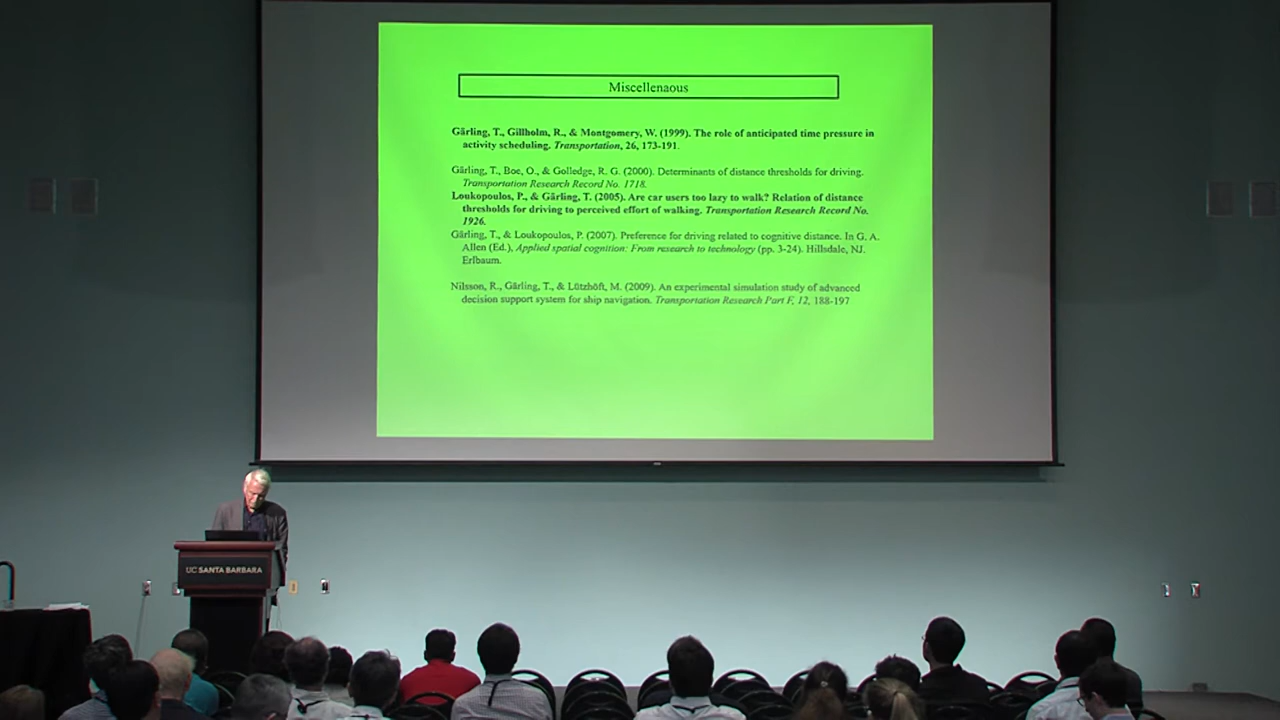 Miscellenaous
Gärling, T., Gillholm, R., & Montgomery, W. (1999). The role of anticipated time pressure in
activity scheduling. Transportation, 26, 173-191.
Gärling, T., Boe, O., & Golledge, R. G. (2000). Determinants of distance thresholds for driving.
Transportation Research Record No. 1718.
Loukopoulos, P., & Gärling, T. (2005). Are car users too lazy to walk? Relation of distance
thresholds for driving to perceived effort of walking. Transportation Research Record No.
1926.
Gärling, T., & Loukopoulos, P. (2007). Preference for driving related to cognitive distance. In G. A.
Allen (Ed.), Applied spatial cognition: From research to technology (pp. 3-24). Hillsdale, NJ.
Erlbaum.
Nilsson, R., Gärling, T., & Lützhöft, M. (2009). An experimental simulation study of advanced
decision support system for ship navigation. Transportation Research Part F, 12, 188-197
UC SANTA BARBARA